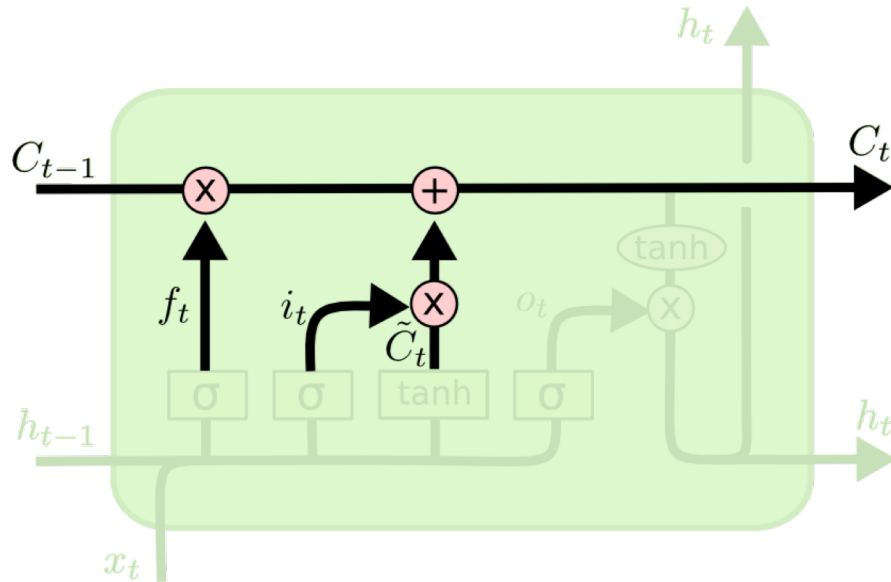 h_t
C_{t-1}
C_t
x
+
tanh
f_t
i_t
x
o_t
x
C̃_t
σ
σ
tanh
σ
h_{t-1}
h_t
x_t